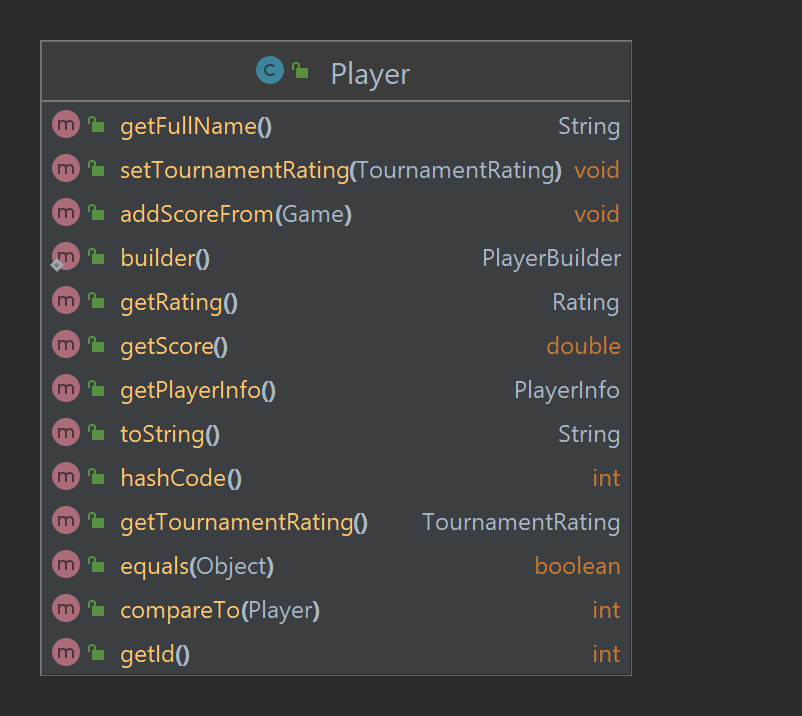 C Player
m getFullName() String
m setTournamentRating(TournamentRating) void
m addScoreFrom(Game) void
m builder() PlayerBuilder
m getRating() Rating
m getScore() double
m getPlayerInfo() PlayerInfo
m toString() String
m hashCode() int
m getTournamentRating() TournamentRating
m equals(Object) boolean
m compareTo(Player) int
m getId() int